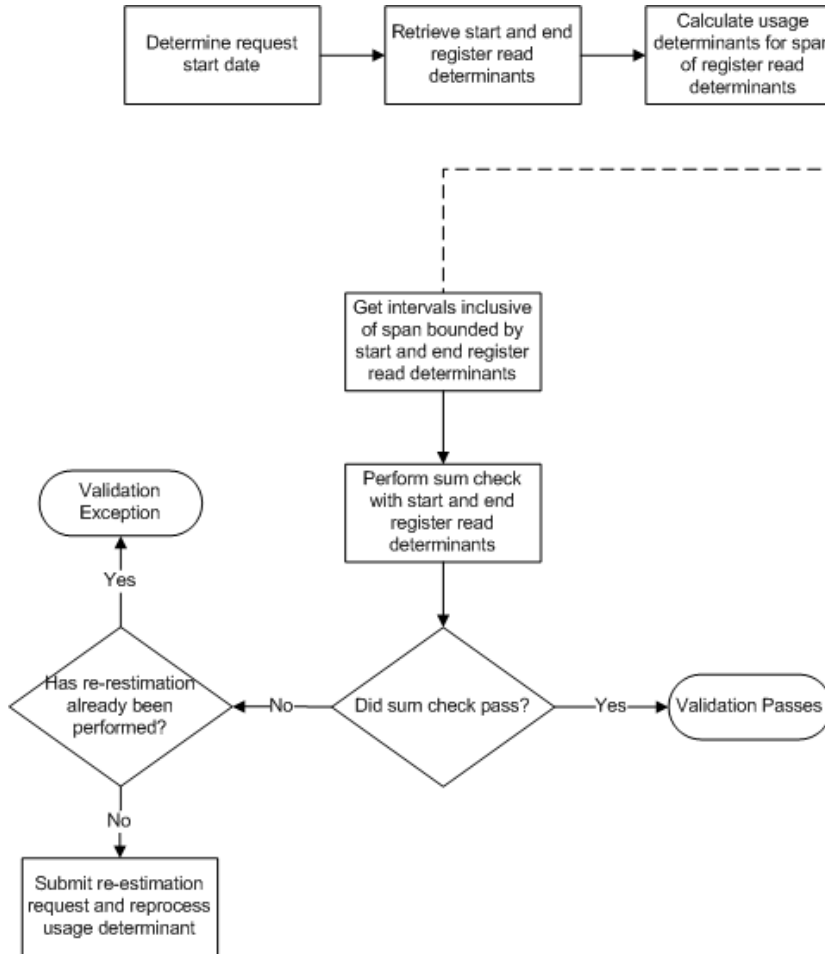 Determine request
start date
Retrieve start and end
register read
determinants
Calculate usage
determinants for span
of register read
determinants
Get intervals inclusive
of span bounded by
start and end register
read determinants
Perform sum check
with start and end
register read
determinants
Validation
Exception
Yes
Has re-restimation
already been
performed?
No
Did sum check pass?
Yes
Validation Passes
No
Submit re-estimation
request and reprocess
usage determinant